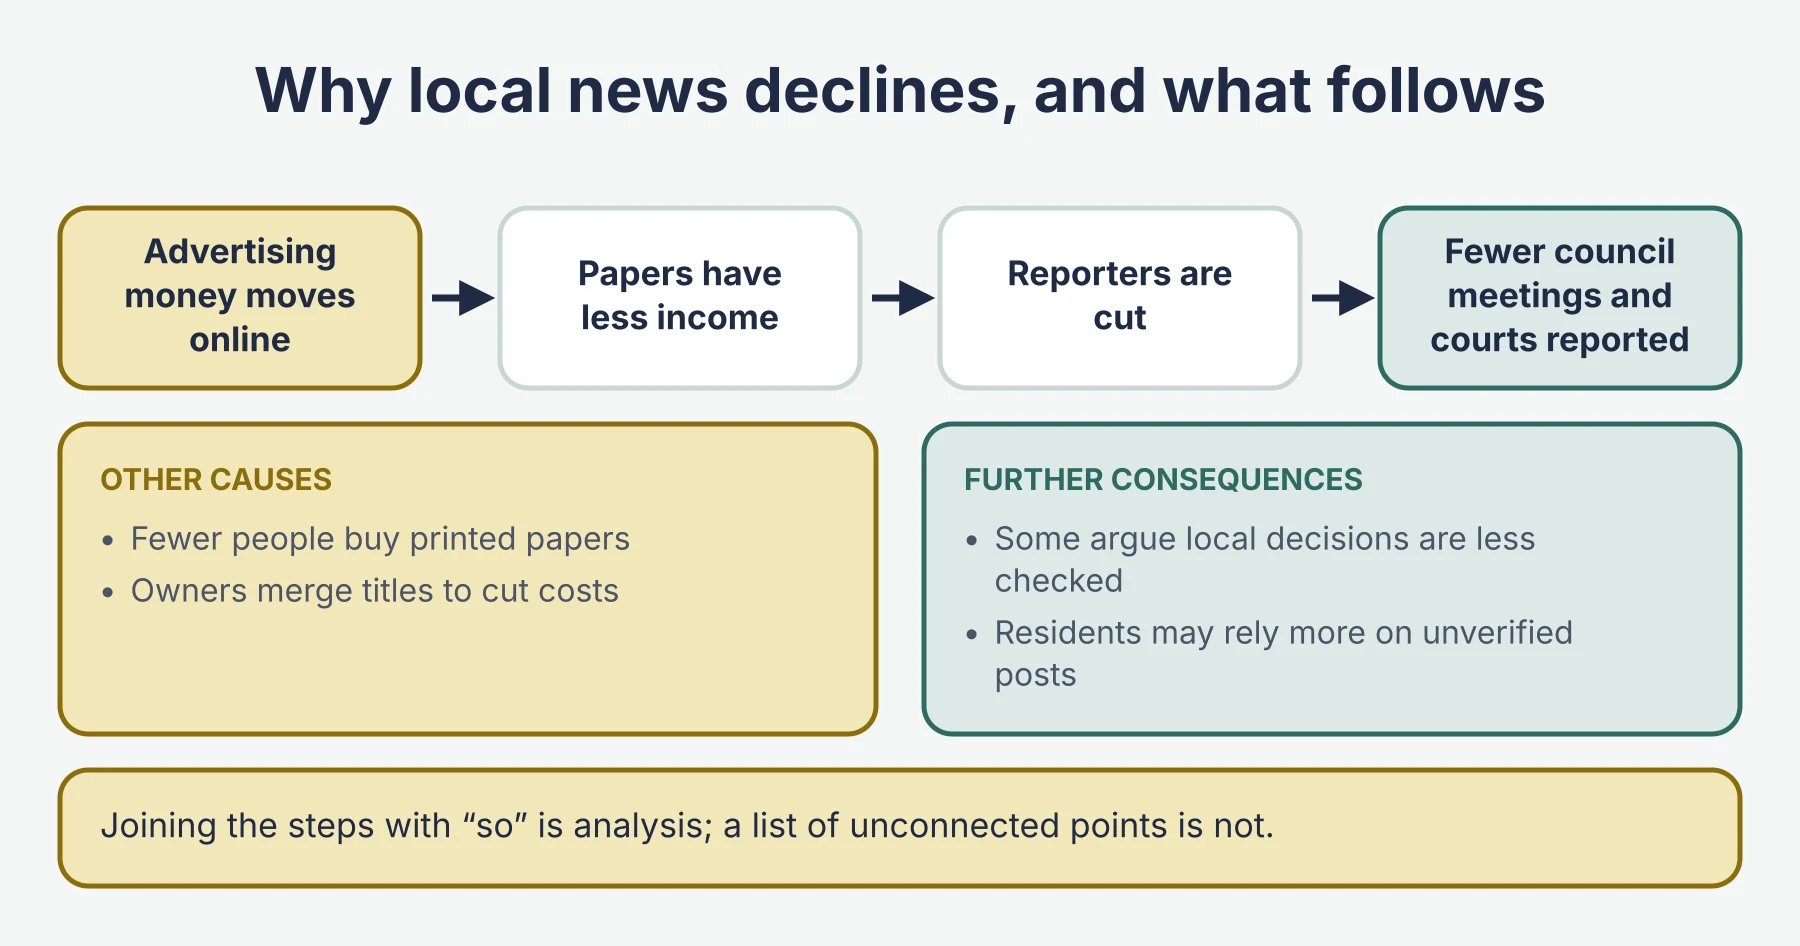 Why local news declines, and what follows
Advertising
money moves
online
Papers have
less income
Reporters are
cut
Fewer council
meetings and
courts reported
OTHER CAUSES
• Fewer people buy printed papers
• Owners merge titles to cut costs
FURTHER CONSEQUENCES
• Some argue local decisions are less
checked
• Residents may rely more on unverified
posts
Joining the steps with “so” is analysis; a list of unconnected points is not.